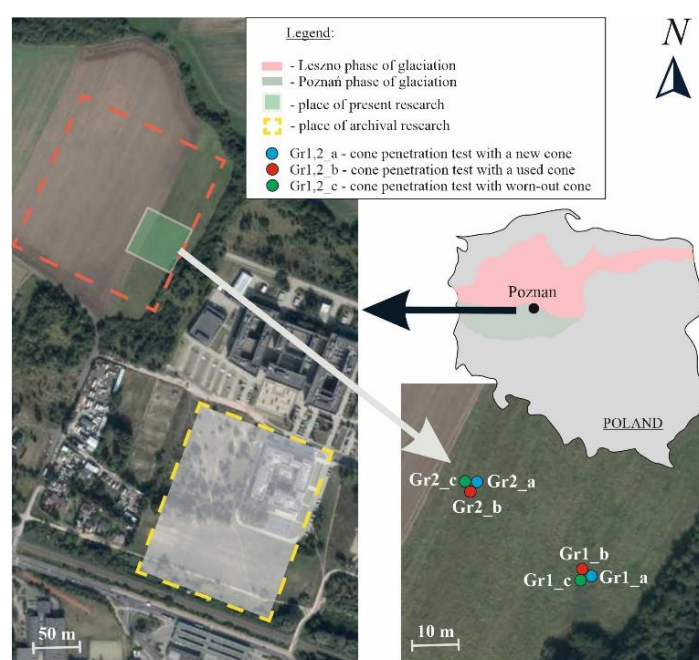 Legend:
- Leszno phase of glaciation
- Poznań phase of glaciation
- place of present research
- place of archival research
Gr1,2_a - cone penetration test with a new cone
Gr1,2_b - cone penetration test with a used cone
Gr1,2_c - cone penetration test with worn-out cone
N
Poznan
POLAND
Gr2_c Gr2_a
Gr2_b
Gr1_b
Gr1_c Gr1_a
50 m
10 m